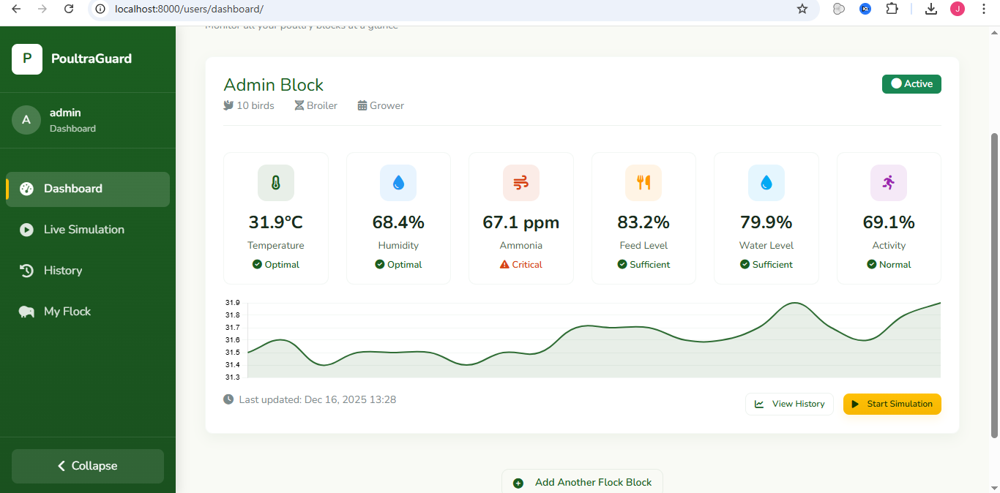 localhost:8000/users/dashboard/
J
P
PoultraGuard
A
admin
Dashboard
Dashboard
Live Simulation
History
My Flock
Collapse
Monitor all your poultry blocks at a glance
Admin Block
Active
10 birds Broiler Grower
31.9°C 68.4% 67.1 ppm 83.2% 79.9% 69.1%
Temperature Humidity Ammonia Feed Level Water Level Activity
Optimal Optimal Critical Sufficient Sufficient Normal
31.9
31.8
31.7
31.6
31.5
31.4
31.3
Last updated: Dec 16, 2025 13:28
View History
Start Simulation
Add Another Flock Block